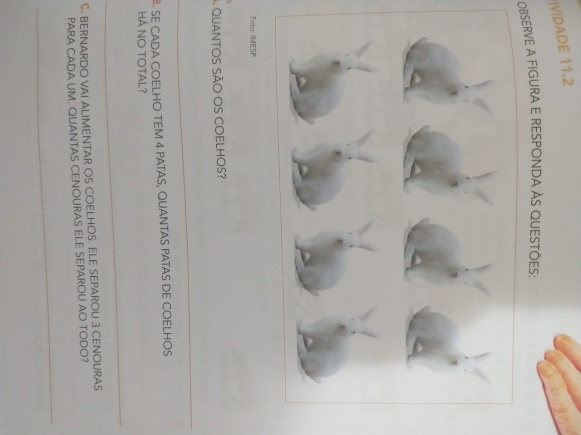 IVIDADE 11.2
OBSERVE A FIGURA E RESPONDA ÀS QUESTÕES:
Foto: IMESP
QUANTOS SÃO OS COELHOS?
B. SE CADA COELHO TEM 4 PATAS, QUANTAS PATAS DE COELHOS
HÁ NO TOTAL?
C. BERNARDO VAI ALIMENTAR OS COELHOS. ELE SEPAROU 3 CENOURAS
PARA CADA UM. QUANTAS CENOURAS ELE SEPAROU AO TODO?